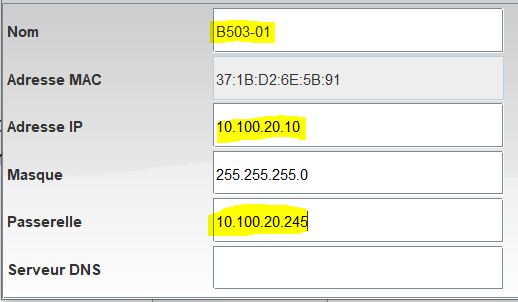 Nom B503-01
Adresse MAC 37:1B:D2:6E:5B:91
Adresse IP 10.100.20.10
Masque 255.255.255.0
Passerelle 10.100.20.245
Serveur DNS